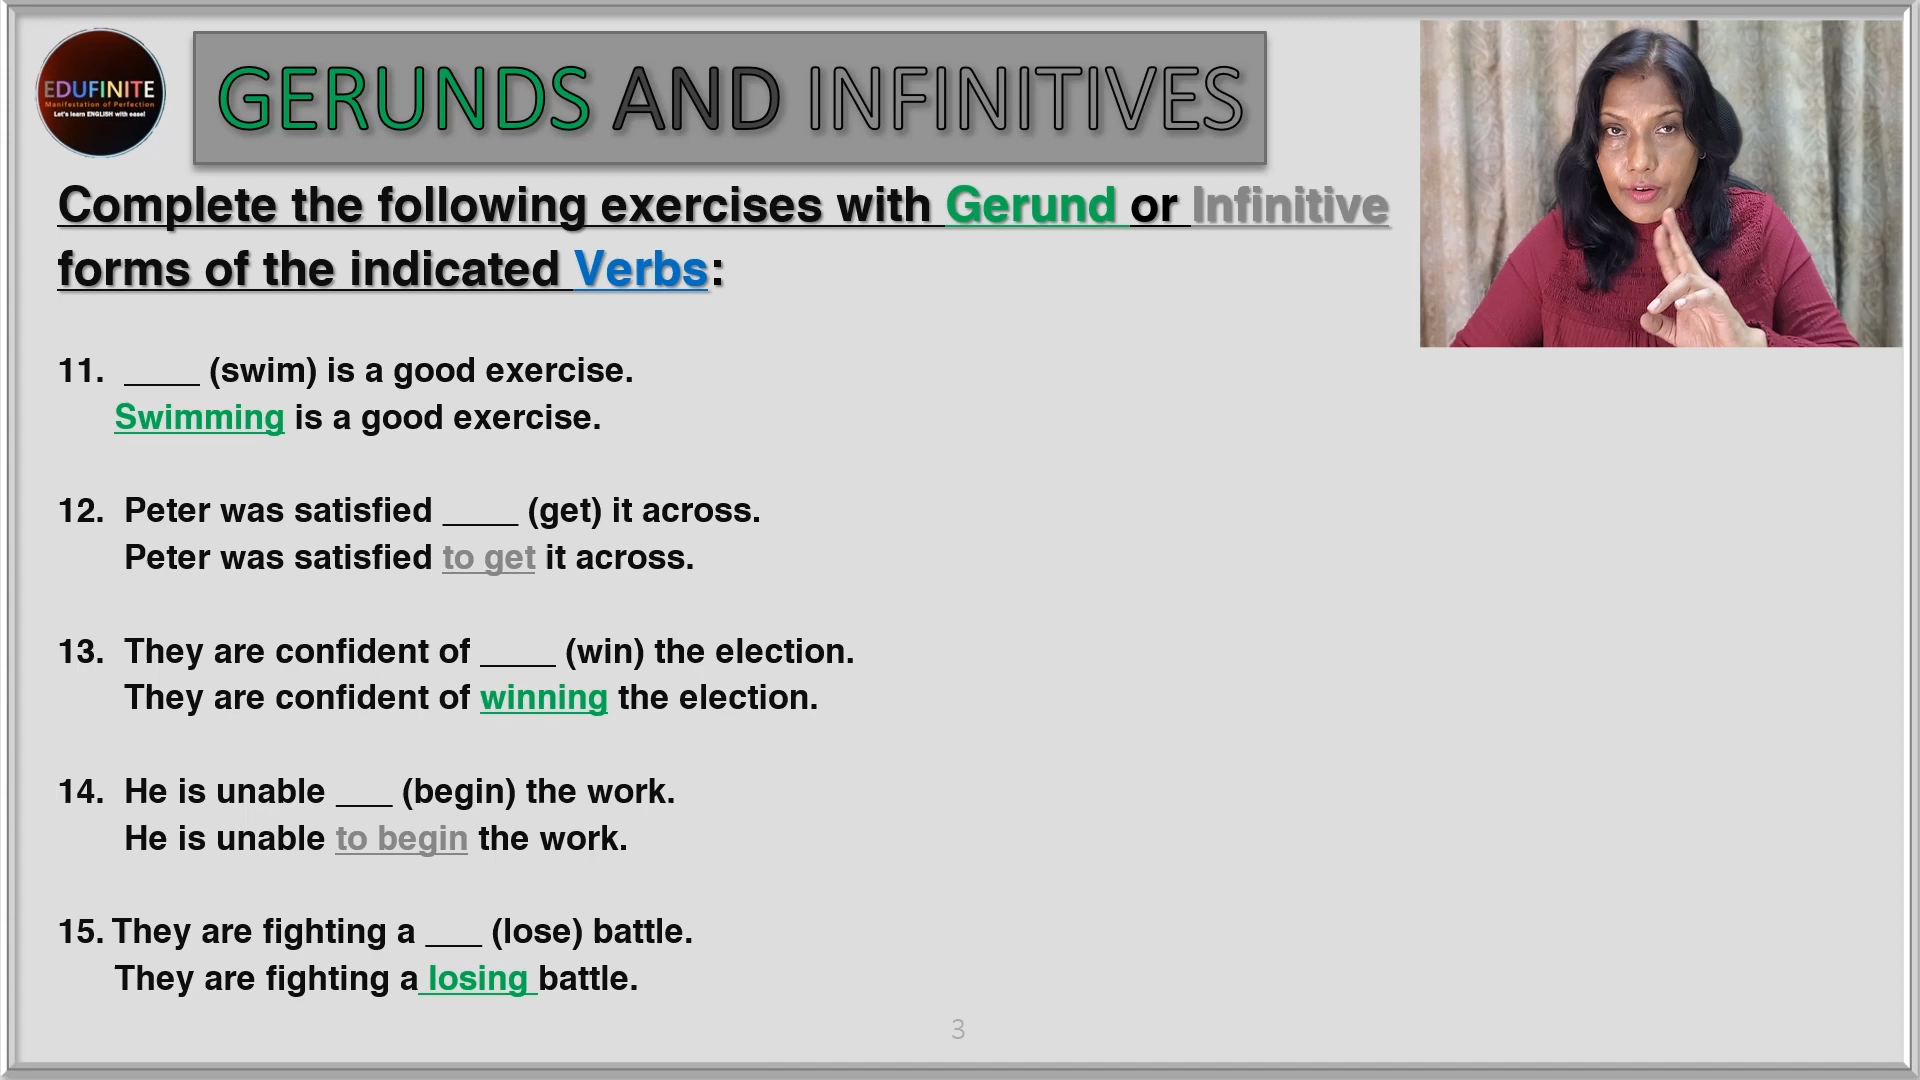 EDUFINITE
Manifestation of Perfection
Let's learn ENGLISH with ease!
GERUNDS AND INFINITIVES
Complete the following exercises with Gerund or Infinitive
forms of the indicated Verbs:
11. ____ (swim) is a good exercise.
Swimming is a good exercise.
12. Peter was satisfied ____ (get) it across.
Peter was satisfied to get it across.
13. They are confident of ____ (win) the election.
They are confident of winning the election.
14. He is unable ___ (begin) the work.
He is unable to begin the work.
15. They are fighting a ___ (lose) battle.
They are fighting a losing battle.
3